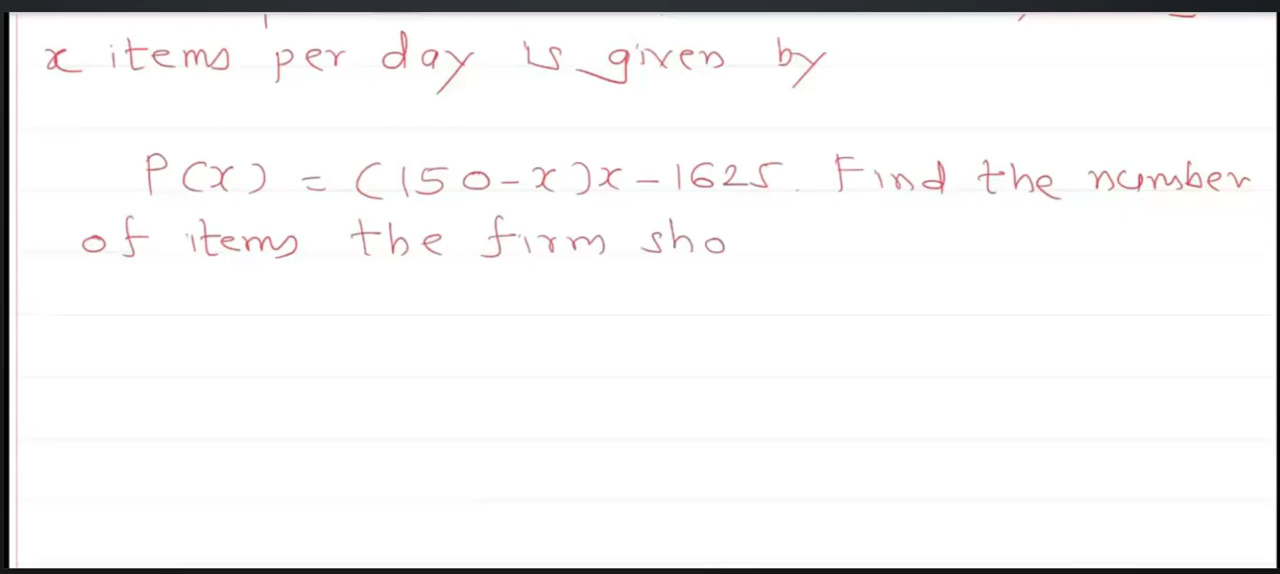 x items per day is given by
P(x) = (150-x)x-1625. Find the number
of items the firm sho